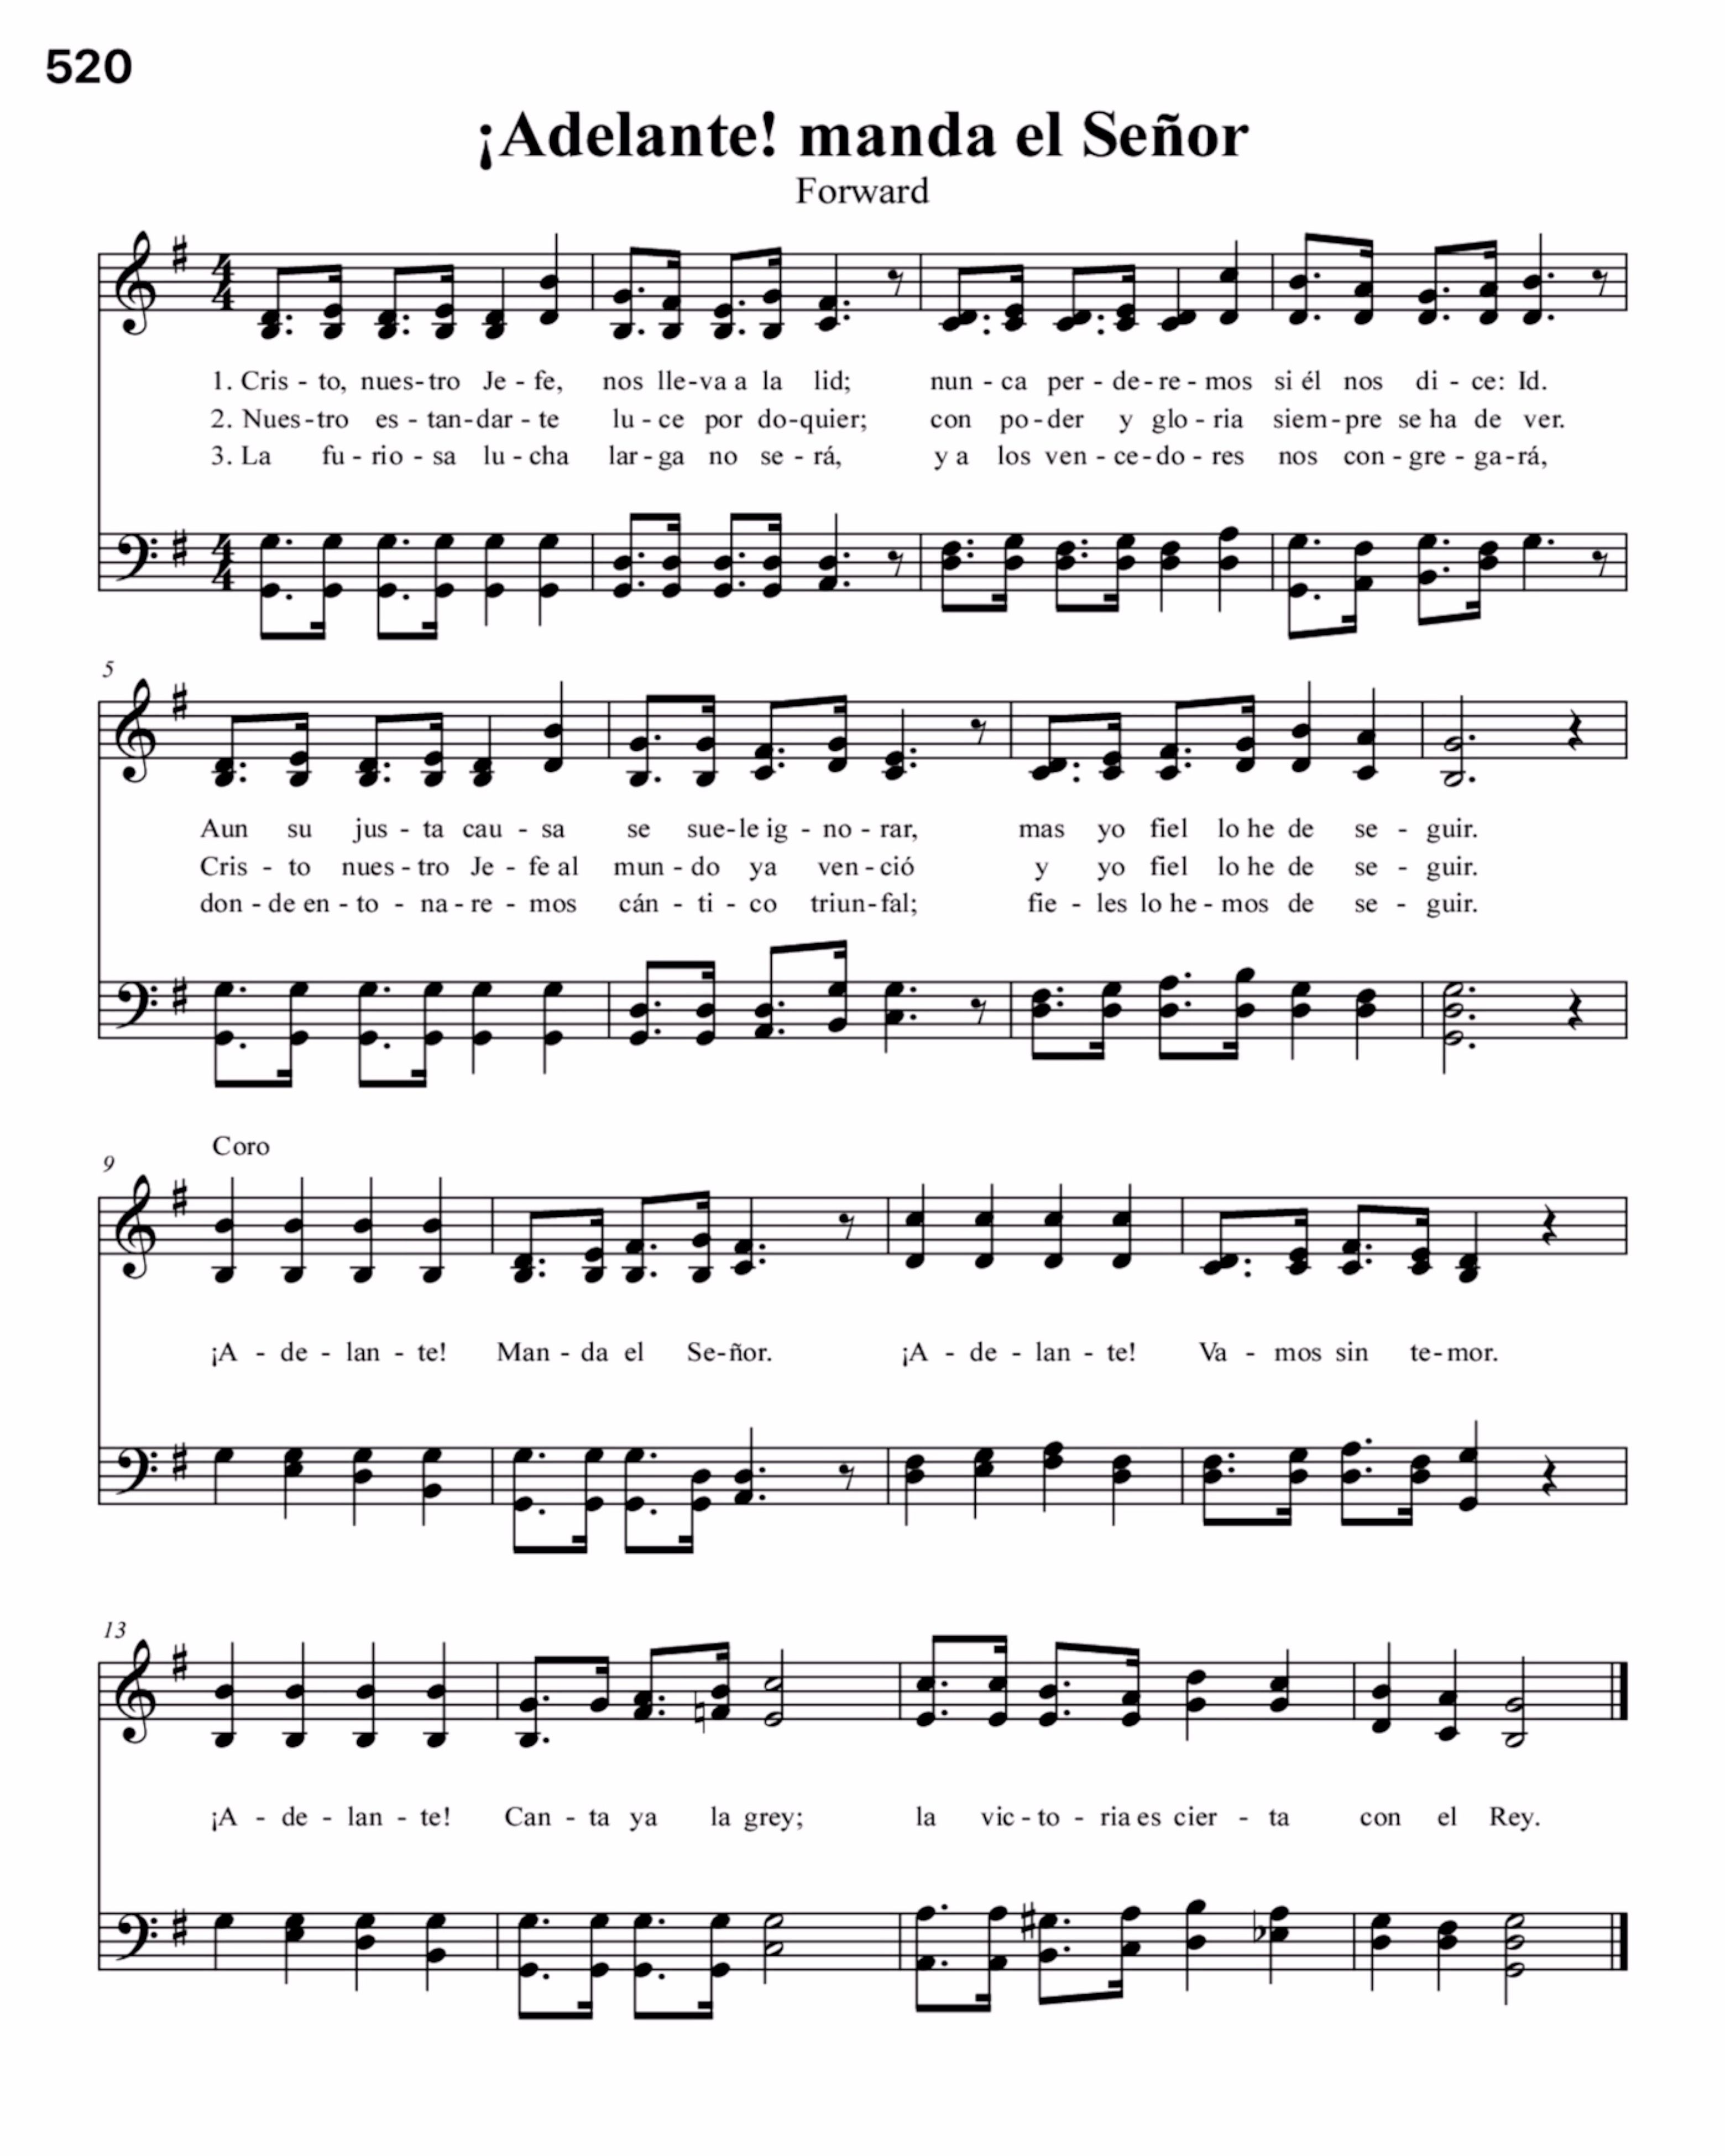 520
¡Adelante! manda el Señor
Forward
1. Cris - to, nues - tro Je - fe, nos lle - va a la lid; nun - ca per - de - re - mos si él nos di - ce: Id.
2. Nues - tro es - tan - dar - te lu - ce por do - quier; con po - der y glo - ria siem - pre se ha de ver.
3. La fu - rio - sa lu - cha lar - ga no se - rá, y a los ven - ce - do - res nos con - gre - ga - rá,
5
Aun su jus - ta cau - sa se sue - le ig - no - rar, mas yo fiel lo he de se - guir.
Cris - to nues - tro Je - fe al mun - do ya ven - ció y yo fiel lo he de se - guir.
don - de en - to - na - re - mos cán - ti - co triun - fal; fie - les lo he - mos de se - guir.
Coro
9
¡A - de - lan - te! Man - da el Se - ñor. ¡A - de - lan - te! Va - mos sin te - mor.
13
¡A - de - lan - te! Can - ta ya la grey; la vic - to - ria es cier - ta con el Rey.